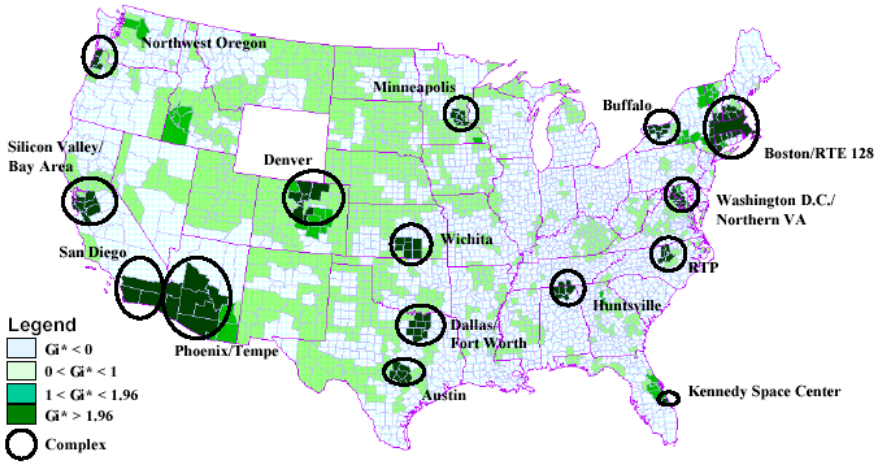 Northwest Oregon
Minneapolis
Buffalo
Boston/RTE 128
Silicon Valley/
Bay Area
Denver
Washington D.C./
Northern VA
Wichita
San Diego
RTP
Huntsville
Dallas/
Fort Worth
Phoenix/Tempe
Austin
Kennedy Space Center
Legend
Gi* < 0
0 < Gi* < 1
1 < Gi* < 1.96
Gi* > 1.96
Complex